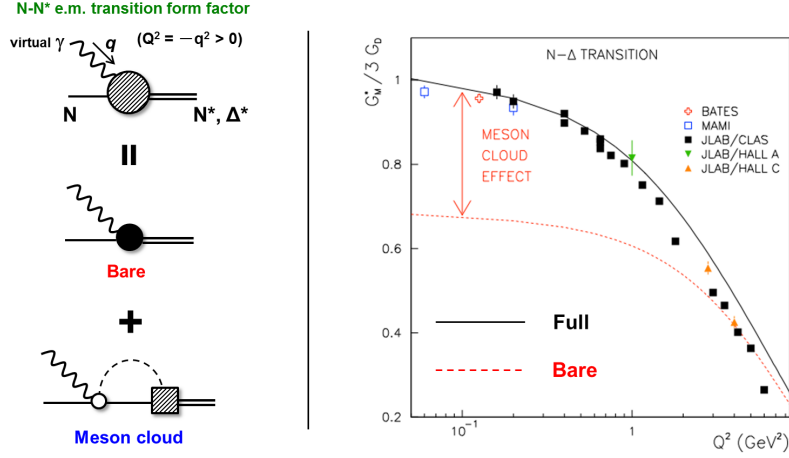 N-N* e.m. transition form factor
virtual γ q (Q² = −q² > 0)
N N*, Δ*
=
Bare
+
Meson cloud
N−Δ TRANSITION
G*M / 3 GD
1
0.8
0.6
0.4
0.2
10⁻¹ 1
Q² (GeV²)
MESON
CLOUD
EFFECT
BATES
MAMI
JLAB/CLAS
JLAB/HALL A
JLAB/HALL C
Full
Bare